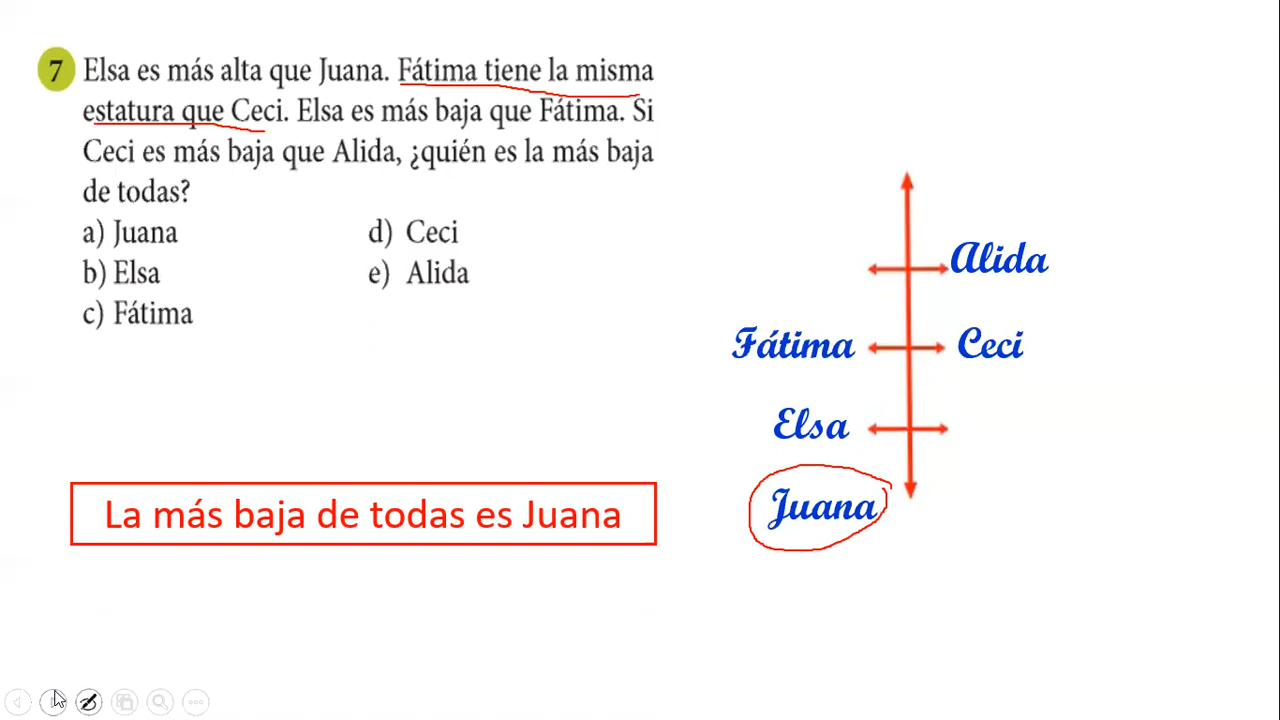 7 Elsa es más alta que Juana. Fátima tiene la misma
estatura que Ceci. Elsa es más baja que Fátima. Si
Ceci es más baja que Alida, ¿quién es la más baja
de todas?
a) Juana d) Ceci
b) Elsa e) Alida
c) Fátima
Alida
Fátima Ceci
Elsa
Juana
La más baja de todas es Juana